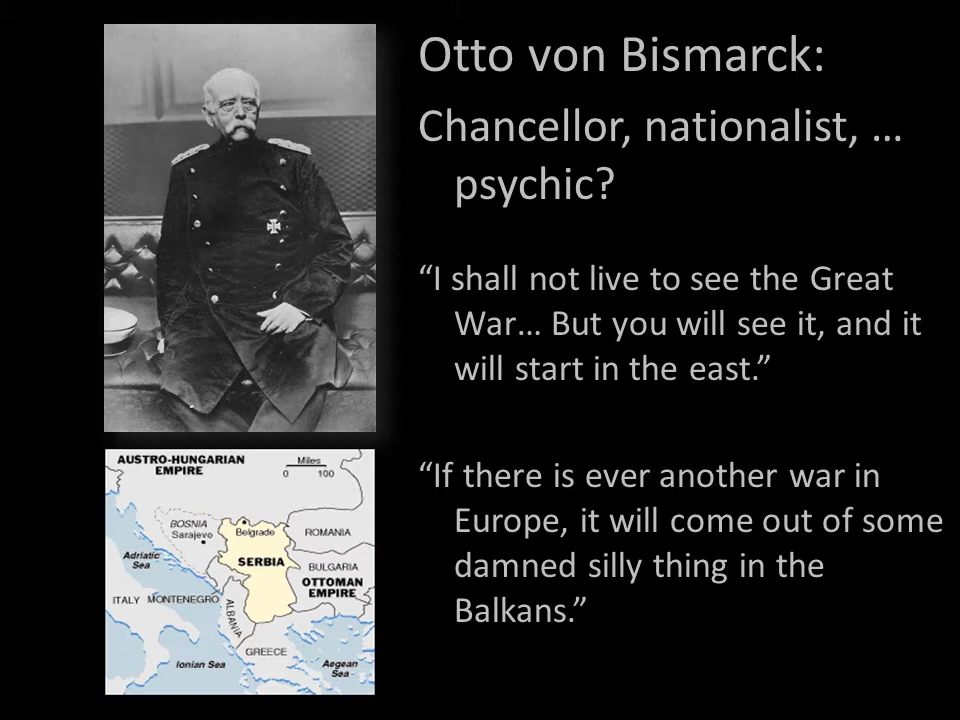 Otto von Bismarck:
Chancellor, nationalist, …
psychic?
“I shall not live to see the Great
War… But you will see it, and it
will start in the east.”
“If there is ever another war in
Europe, it will come out of some
damned silly thing in the
Balkans.”
AUSTRO-HUNGARIAN
EMPIRE
Miles
0 100
BOSNIA
Sarajevo
Belgrade
ROMANIA
Adriatic
Sea
SERBIA
BULGARIA
OTTOMAN
EMPIRE
ITALY
MONTENEGRO
ALBANIA
GREECE
Ionian Sea
Aegean
Sea